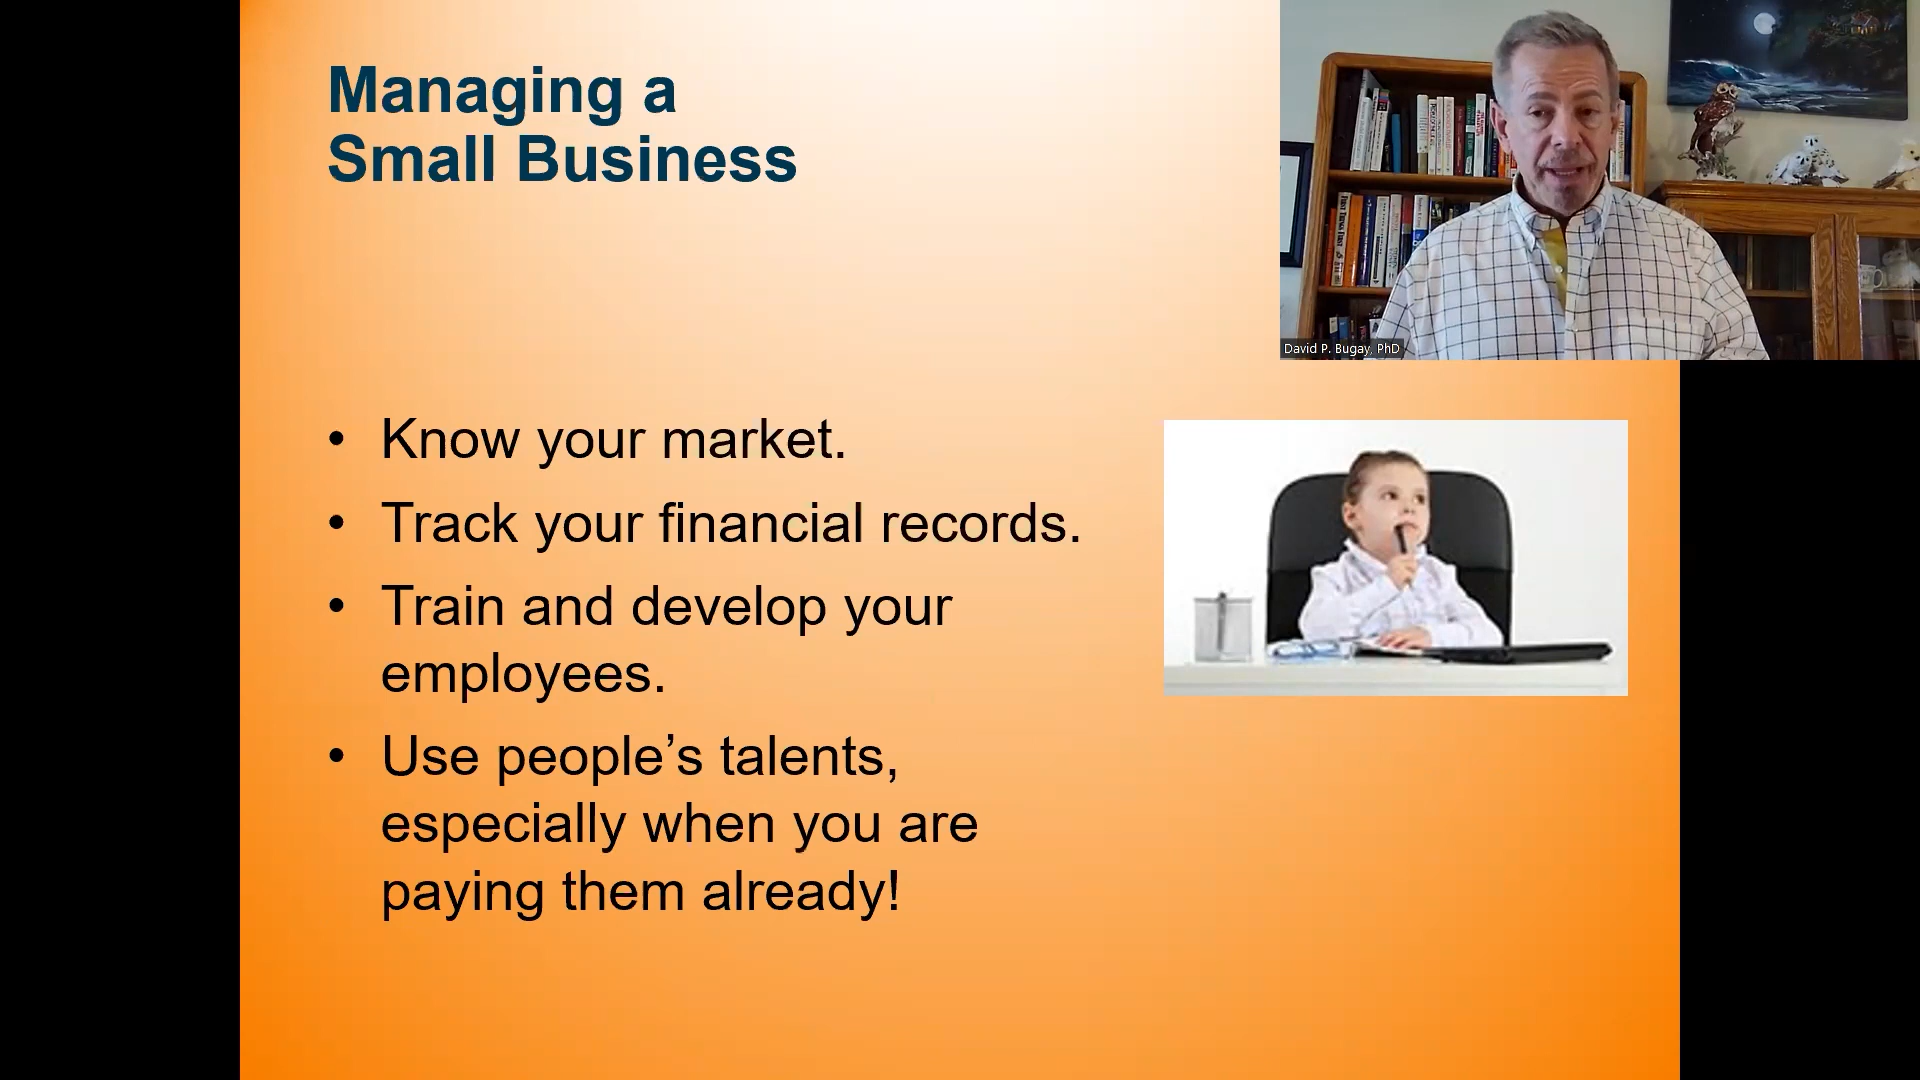 Managing a
Small Business
David P. Bugay, PhD
• Know your market.
• Track your financial records.
• Train and develop your
employees.
• Use people’s talents,
especially when you are
paying them already!